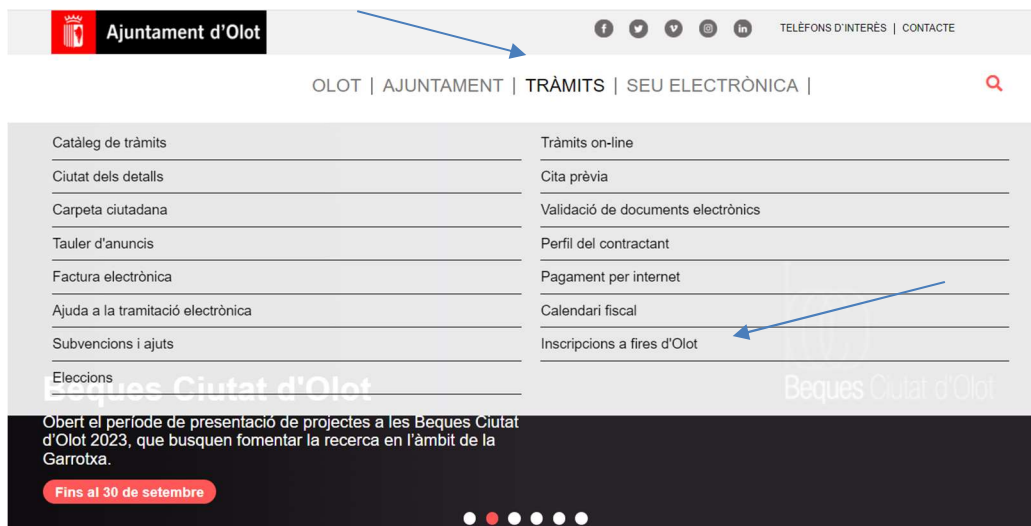 Ajuntament d'Olot
TELÈFONS D'INTERÈS | CONTACTE
OLOT | AJUNTAMENT | TRÀMITS | SEU ELECTRÒNICA |
Catàleg de tràmits
Ciutat dels detalls
Carpeta ciutadana
Tauler d'anuncis
Factura electrònica
Ajuda a la tramitació electrònica
Subvencions i ajuts
Eleccions
Tràmits on-line
Cita prèvia
Validació de documents electrònics
Perfil del contractant
Pagament per internet
Calendari fiscal
Inscripcions a fires d'Olot
Beques Ciutat d'Olot
Beques Ciutat d'Olot
Obert el període de presentació de projectes a les Beques Ciutat
d'Olot 2023, que busquen fomentar la recerca en l'àmbit de la
Garrotxa.
Fins al 30 de setembre